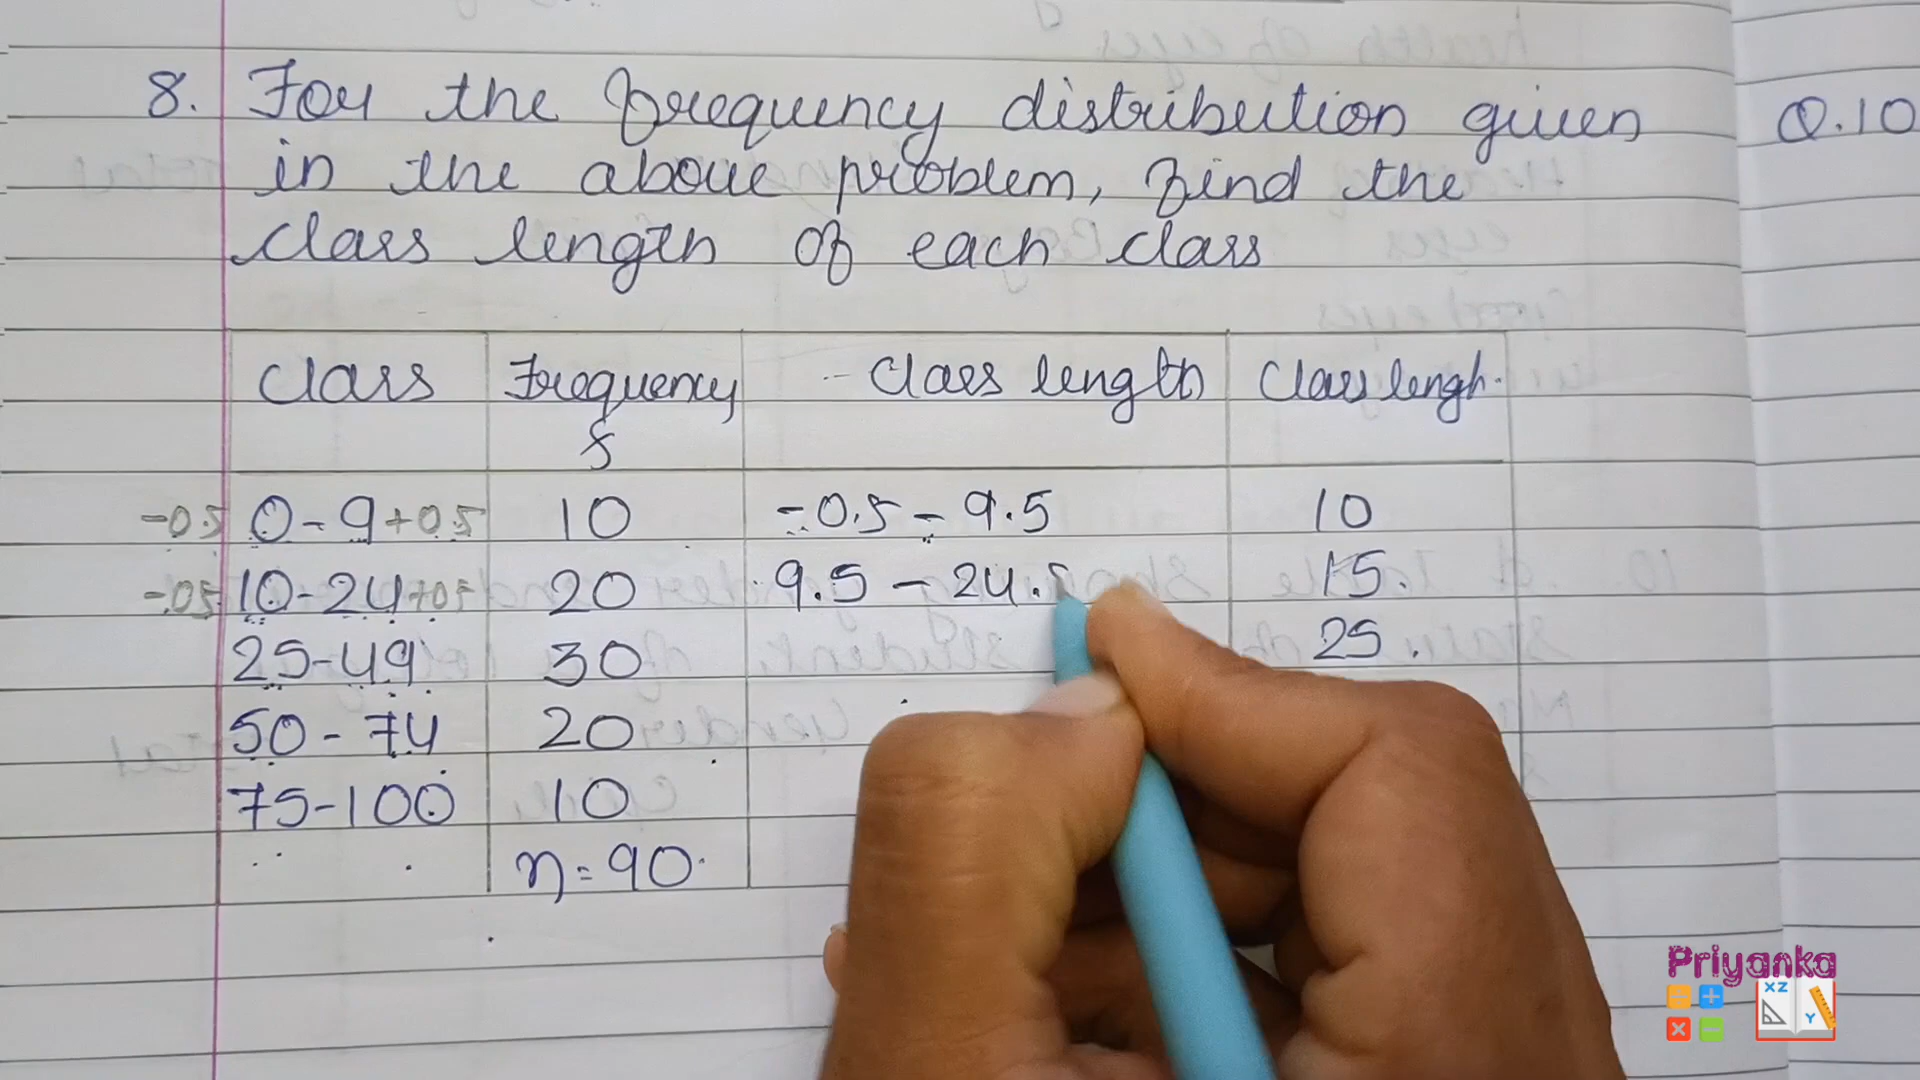 8. For the frequency distribution given
in the above problem, find the
class length of each class
Q.10
Class Frequency f Class length Class lengh.
-0.5 0-9 +0.5 10 -0.5 - 9.5 10
-0.5 10-24 +0.5 20 9.5 - 24.5 15.
25-49 30 25.
50-74 20
75-100 10
n=90.
Priyanka
XZ
Y